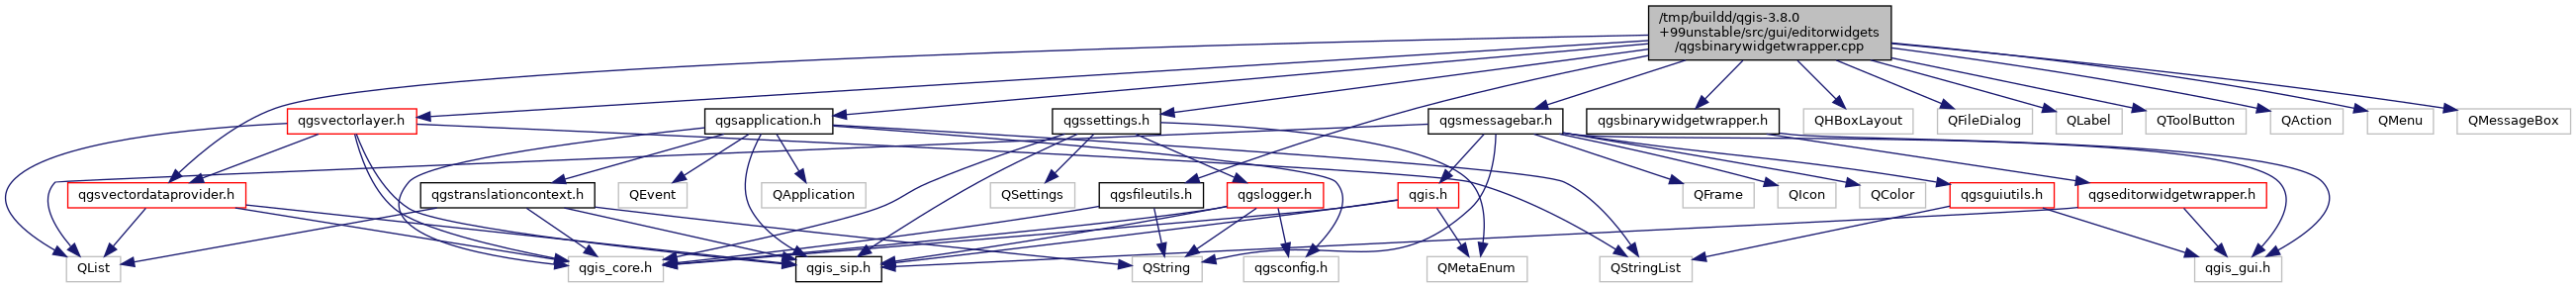 /tmp/buildd/qgis-3.8.0
+99unstable/src/gui/editorwidgets
/qgsbinarywidgetwrapper.cpp
qgsvectorlayer.h
qgsapplication.h
qgssettings.h
qgsmessagebar.h
qgsbinarywidgetwrapper.h
QHBoxLayout
QFileDialog
QLabel
QToolButton
QAction
QMenu
QMessageBox
qgsvectordataprovider.h
qgstranslationcontext.h
QEvent
QApplication
QSettings
qgsfileutils.h
qgslogger.h
qgis.h
QFrame
QIcon
QColor
qgsguiutils.h
qgseditorwidgetwrapper.h
QList
qgis_core.h
qgis_sip.h
QString
qgsconfig.h
QMetaEnum
QStringList
qgis_gui.h